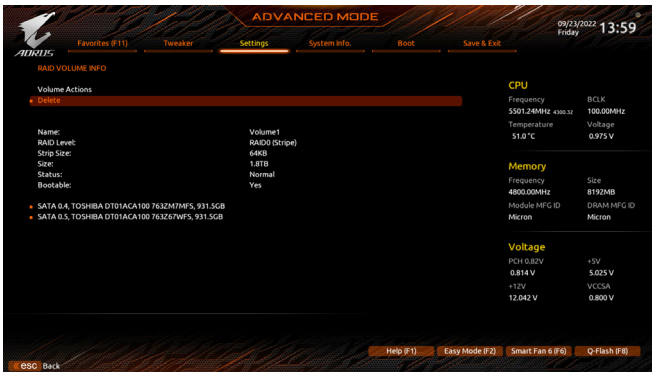 ADVANCED MODE
09/23/2022 Friday 13:59
AORUS
Favorites (F11) Tweaker Settings System Info. Boot Save & Exit
RAID VOLUME INFO
Volume Actions
Delete
Name: Volume1
RAID Level: RAID0 (Stripe)
Strip Size: 64KB
Size: 1.8TB
Status: Normal
Bootable: Yes
SATA 0.4, TOSHIBA DT01ACA100 763ZM7MFS, 931.5GB
SATA 0.5, TOSHIBA DT01ACA100 763Z67WFS, 931.5GB
CPU
Frequency BCLK
5501.24MHz 4300.32 100.00MHz
Temperature Voltage
51.0 °C 0.975 V
Memory
Frequency Size
4800.00MHz 8192MB
Module MFG ID DRAM MFG ID
Micron Micron
Voltage
PCH 0.82V +5V
0.814 V 5.025 V
+12V VCCSA
12.042 V 0.800 V
Help (F1) Easy Mode (F2) Smart Fan 6 (F6) Q-Flash (F8)
esc Back